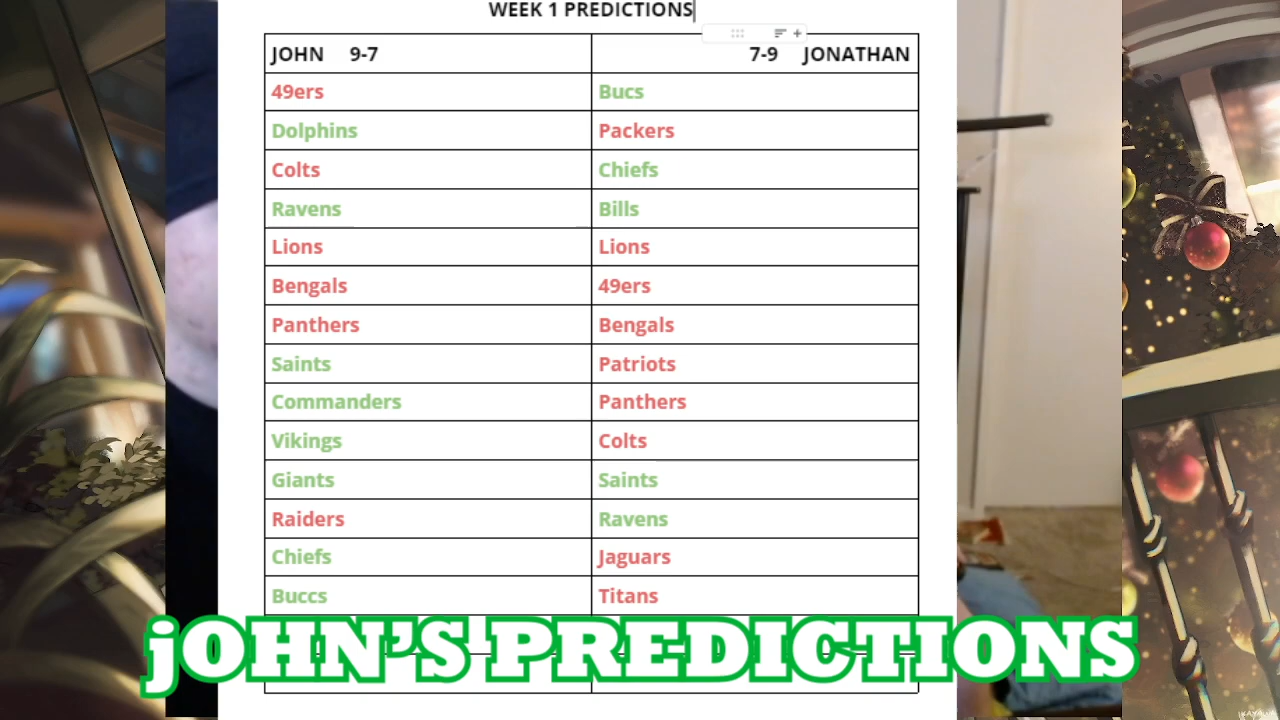 WEEK 1 PREDICTIONS
JOHN 9-7 7-9 JONATHAN
49ers Bucs
Dolphins Packers
Colts Chiefs
Ravens Bills
Lions Lions
Bengals 49ers
Panthers Bengals
Saints Patriots
Commanders Panthers
Vikings Colts
Giants Saints
Raiders Ravens
Chiefs Jaguars
Buccs Titans
jOHN'S PREDICTIONS